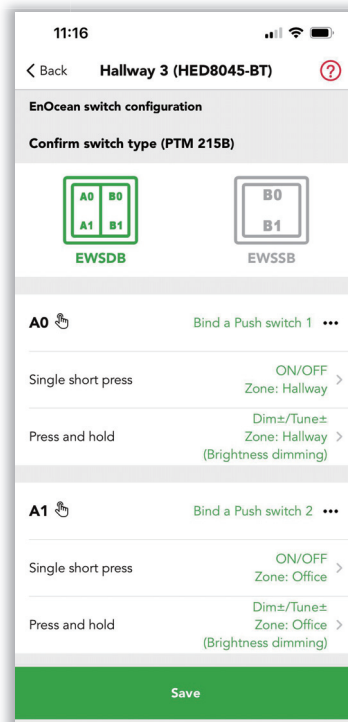 11:16
Back Hallway 3 (HED8045-BT) ?
EnOcean switch configuration
Confirm switch type (PTM 215B)
A0 B0
A1 B1
EWSDB
B0
B1
EWSSB
A0 Bind a Push switch 1 •••
Single short press
ON/OFF
Zone: Hallway
Press and hold
Dim±/Tune±
Zone: Hallway
(Brightness dimming)
A1 Bind a Push switch 2 •••
Single short press
ON/OFF
Zone: Office
Press and hold
Dim±/Tune±
Zone: Office
(Brightness dimming)
Save